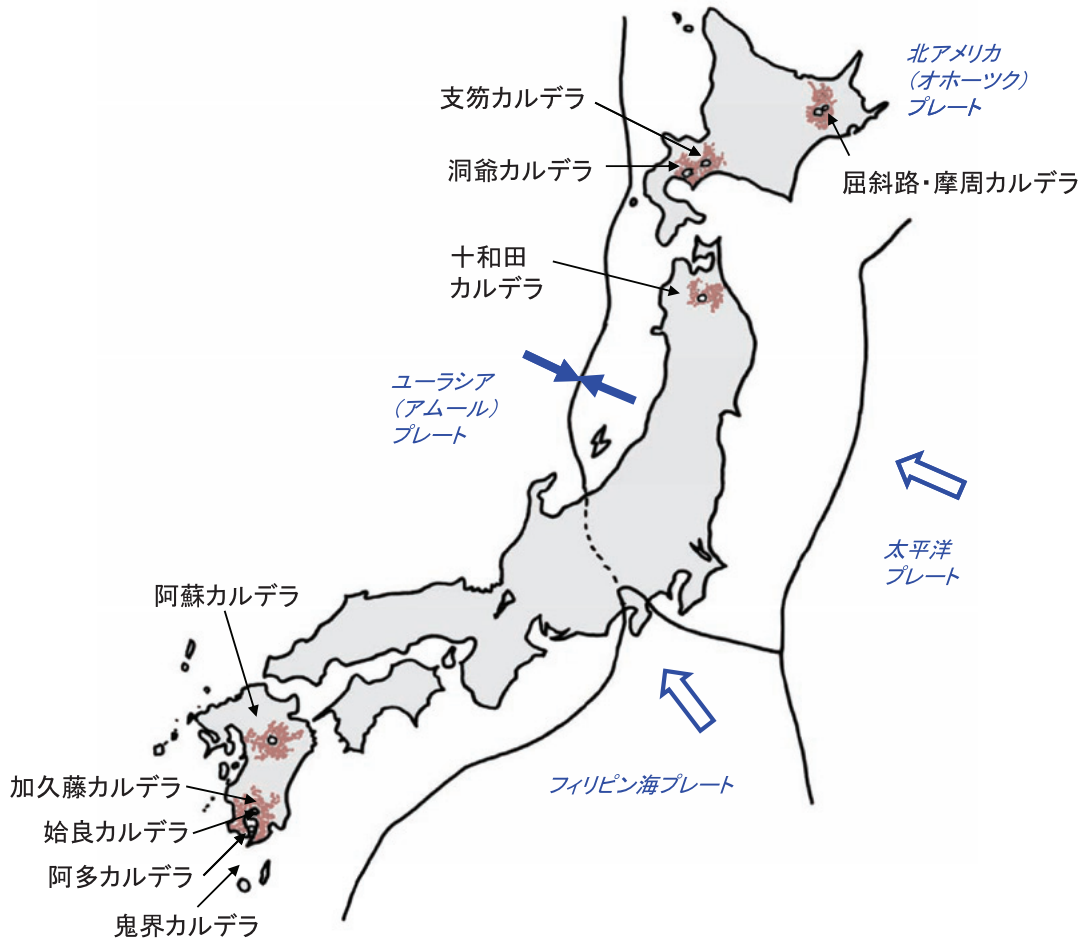 北アメリカ
（オホーツク）
プレート
支笏カルデラ
洞爺カルデラ
屈斜路・摩周カルデラ
十和田
カルデラ
ユーラシア
（アムール）
プレート
太平洋
プレート
阿蘇カルデラ
フィリピン海プレート
加久藤カルデラ
姶良カルデラ
阿多カルデラ
鬼界カルデラ